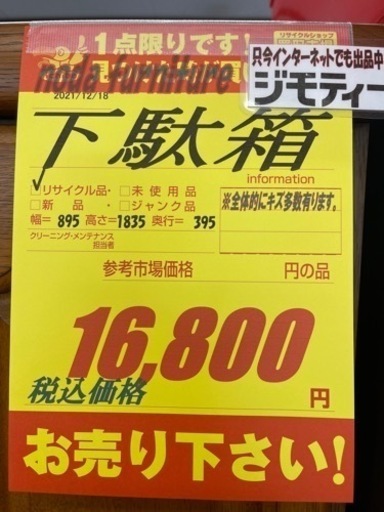 リサイクルショップ
1点限りです!
只今インターネットでも出品中
ジモティー
noda furniture
2021/12/18
下駄箱
information
✓□リサイクル品・□未使用品
□新品・□ジャンク品
※全体的にキズ多数有ります。
幅=895 高さ=1835 奥行=395
クリーニング・メンテナンス
担当者
参考市場価格 円の品
16,800
税込価格 円
お売り下さい!